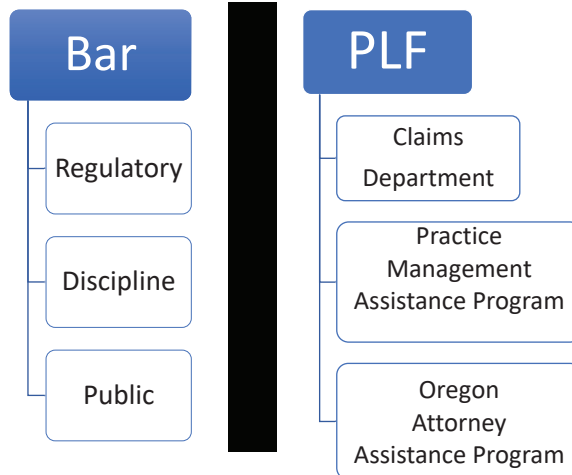 Bar
Regulatory
Discipline
Public
PLF
Claims
Department
Practice
Management
Assistance Program
Oregon
Attorney
Assistance Program